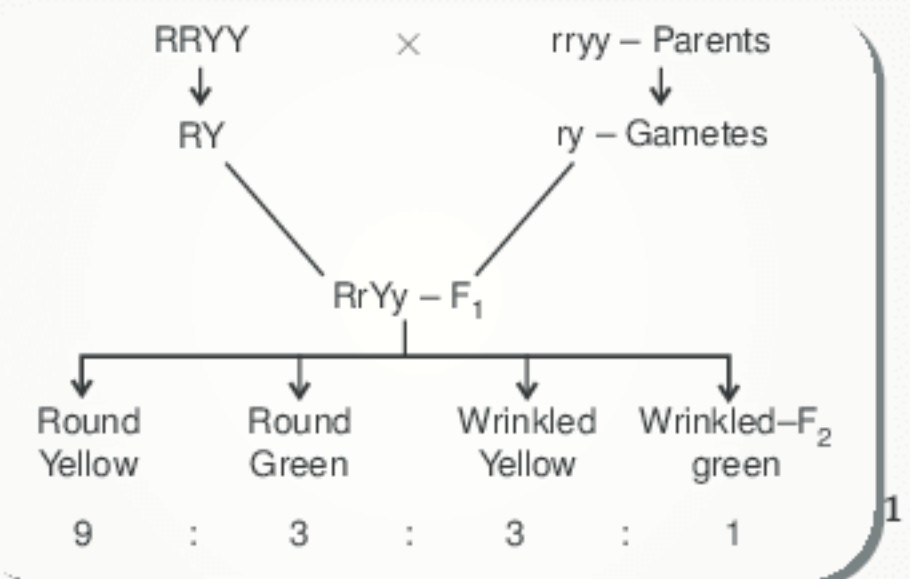 RRYY × rryy – Parents
RY ry – Gametes
RrYy – F₁
Round Round Wrinkled Wrinkled–F₂
Yellow Green Yellow green
1
9 : 3 : 3 : 1